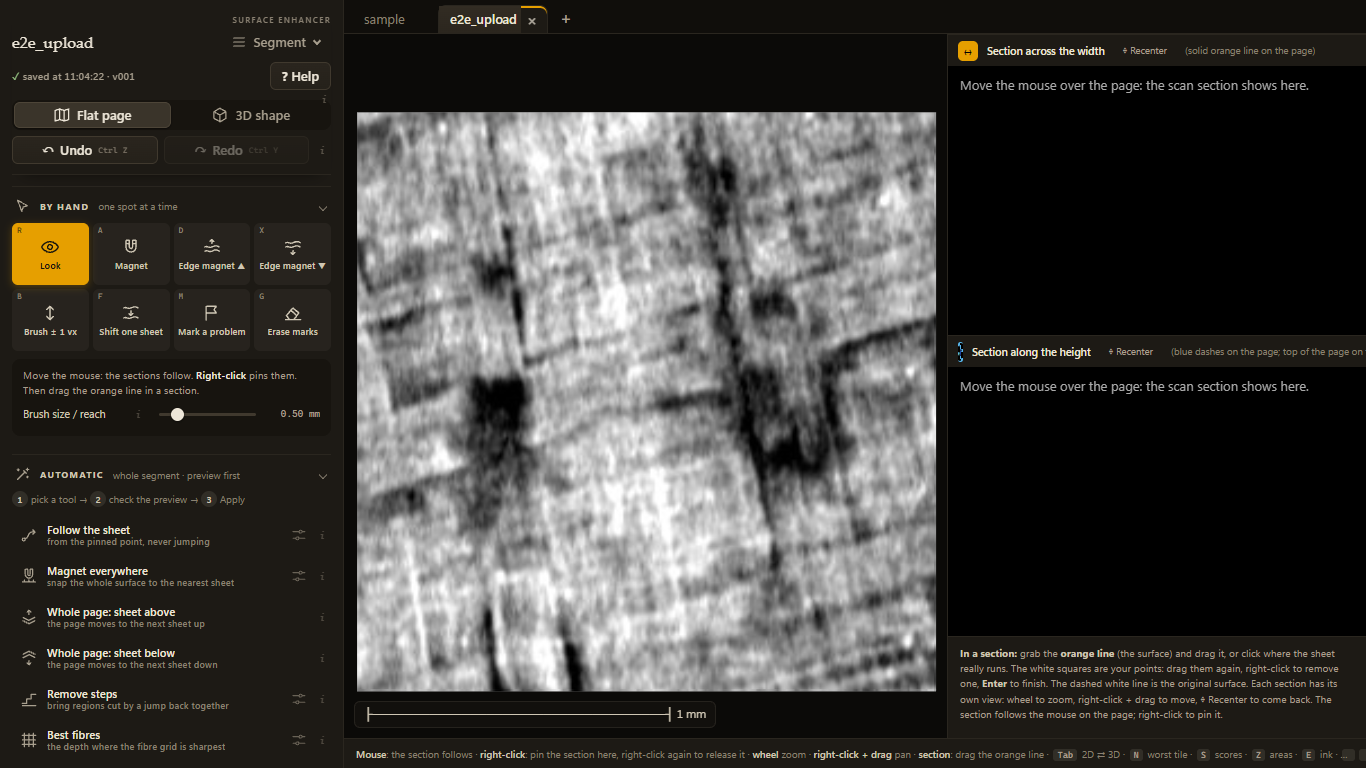 SURFACE ENHANCER
e2e_upload
Segment
✓ saved at 11:04:22 · v001
? Help
Flat page
3D shape
Undo Ctrl Z
Redo Ctrl Y
BY HAND one spot at a time
R Look
A Magnet
D Edge magnet ▲
X Edge magnet ▼
B Brush ± 1 vx
F Shift one sheet
M Mark a problem
G Erase marks
Move the mouse: the sections follow. Right-click pins them.
Then drag the orange line in a section.
Brush size / reach i 0.50 mm
AUTOMATIC whole segment · preview first
1 pick a tool → 2 check the preview → 3 Apply
Follow the sheet
from the pinned point, never jumping
Magnet everywhere
snap the whole surface to the nearest sheet
Whole page: sheet above
the page moves to the next sheet up
Whole page: sheet below
the page moves to the next sheet down
Remove steps
bring regions cut by a jump back together
Best fibres
the depth where the fibre grid is sharpest
sample
e2e_upload ×
+
1 mm
Section across the width
Recenter
(solid orange line on the page)
Move the mouse over the page: the scan section shows here.
Section along the height
Recenter
(blue dashes on the page; top of the page on
Move the mouse over the page: the scan section shows here.
In a section: grab the orange line (the surface) and drag it, or click where the sheet
really runs. The white squares are your points: drag them again, right-click to remove
one, Enter to finish. The dashed white line is the original surface. Each section has its
own view: wheel to zoom, right-click + drag to move, ⌖ Recenter to come back. The
section follows the mouse on the page; right-click to pin it.
Mouse: the section follows · right-click: pin the section here, right-click again to release it · wheel zoom · right-click + drag pan · section: drag the orange line · Tab 2D ⇄ 3D · N worst tile · S scores · Z areas · E ink ·